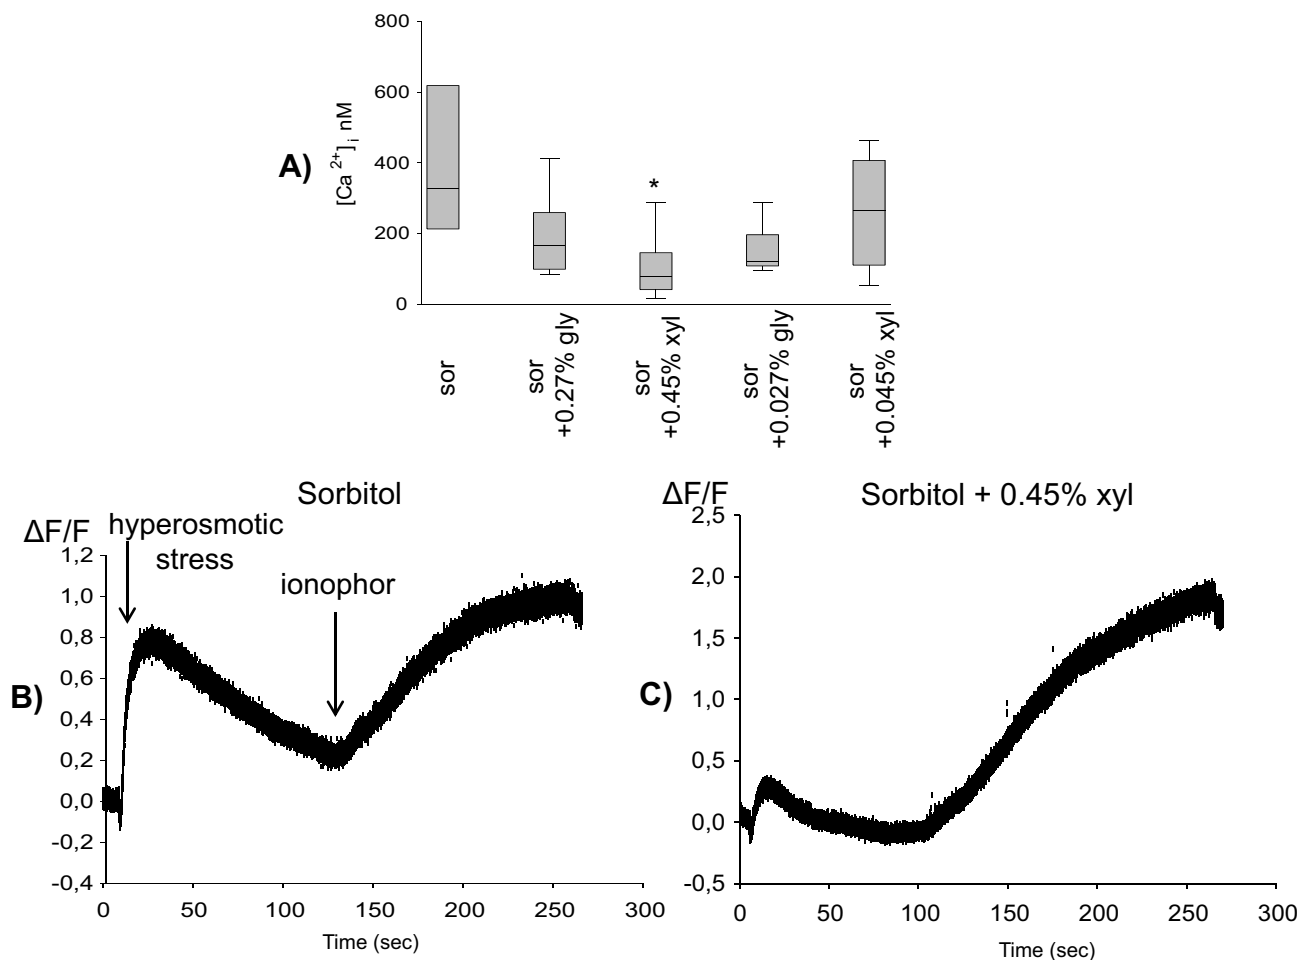 A)
[Ca 2+]i nM
800
600
400
200
0
*
sor
sor
+0.27% gly
sor
+0.45% xyl
sor
+0.027% gly
sor
+0.045% xyl
B)
Sorbitol
ΔF/F
hyperosmotic
stress
ionophor
1,2
1,0
0,8
0,6
0,4
0,2
0,0
-0,2
-0,4
0
50
100
150
200
250
300
Time (sec)
C)
ΔF/F
Sorbitol + 0.45% xyl
2,5
2,0
1,5
1,0
0,5
0,0
-0,5
0
50
100
150
200
250
300
Time (sec)